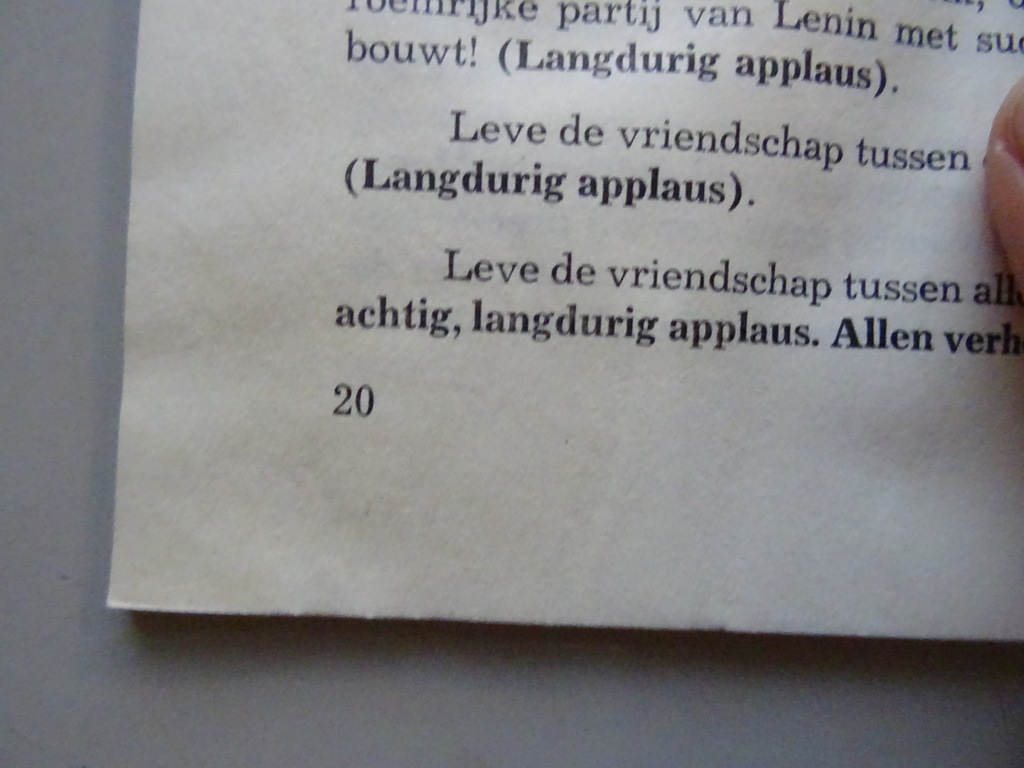 roemrijke partij van Lenin met
bouwt! (Langdurig applaus).
Leve de vriendschap tussen
(Langdurig applaus).
Leve de vriendschap tussen
achtig, langdurig applaus. Allen
20